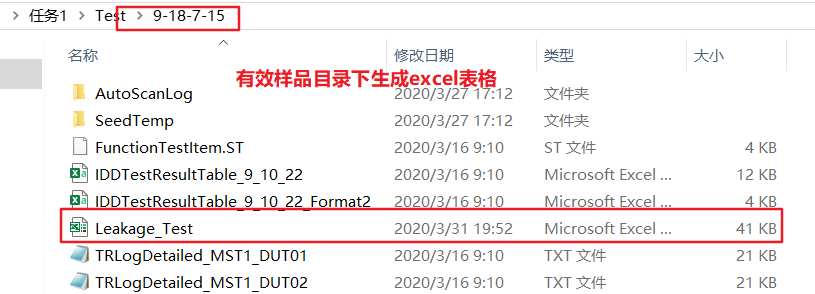 任务1 > Test > 9-18-7-15
名称 修改日期 类型 大小
有效样品目录下生成excel表格
AutoScanLog 2020/3/27 17:12 文件夹
SeedTemp 2020/3/27 17:12 文件夹
FunctionTestItem.ST 2020/3/16 9:10 ST 文件 4 KB
IDDTestResultTable_9_10_22 2020/3/16 9:10 Microsoft Excel ... 12 KB
IDDTestResultTable_9_10_22_Format2 2020/3/16 9:10 Microsoft Excel ... 4 KB
Leakage_Test 2020/3/31 19:52 Microsoft Excel ... 41 KB
TRLogDetailed_MST1_DUT01 2020/3/16 9:10 TXT 文件 21 KB
TRLogDetailed_MST1_DUT02 2020/3/16 9:10 TXT 文件 21 KB